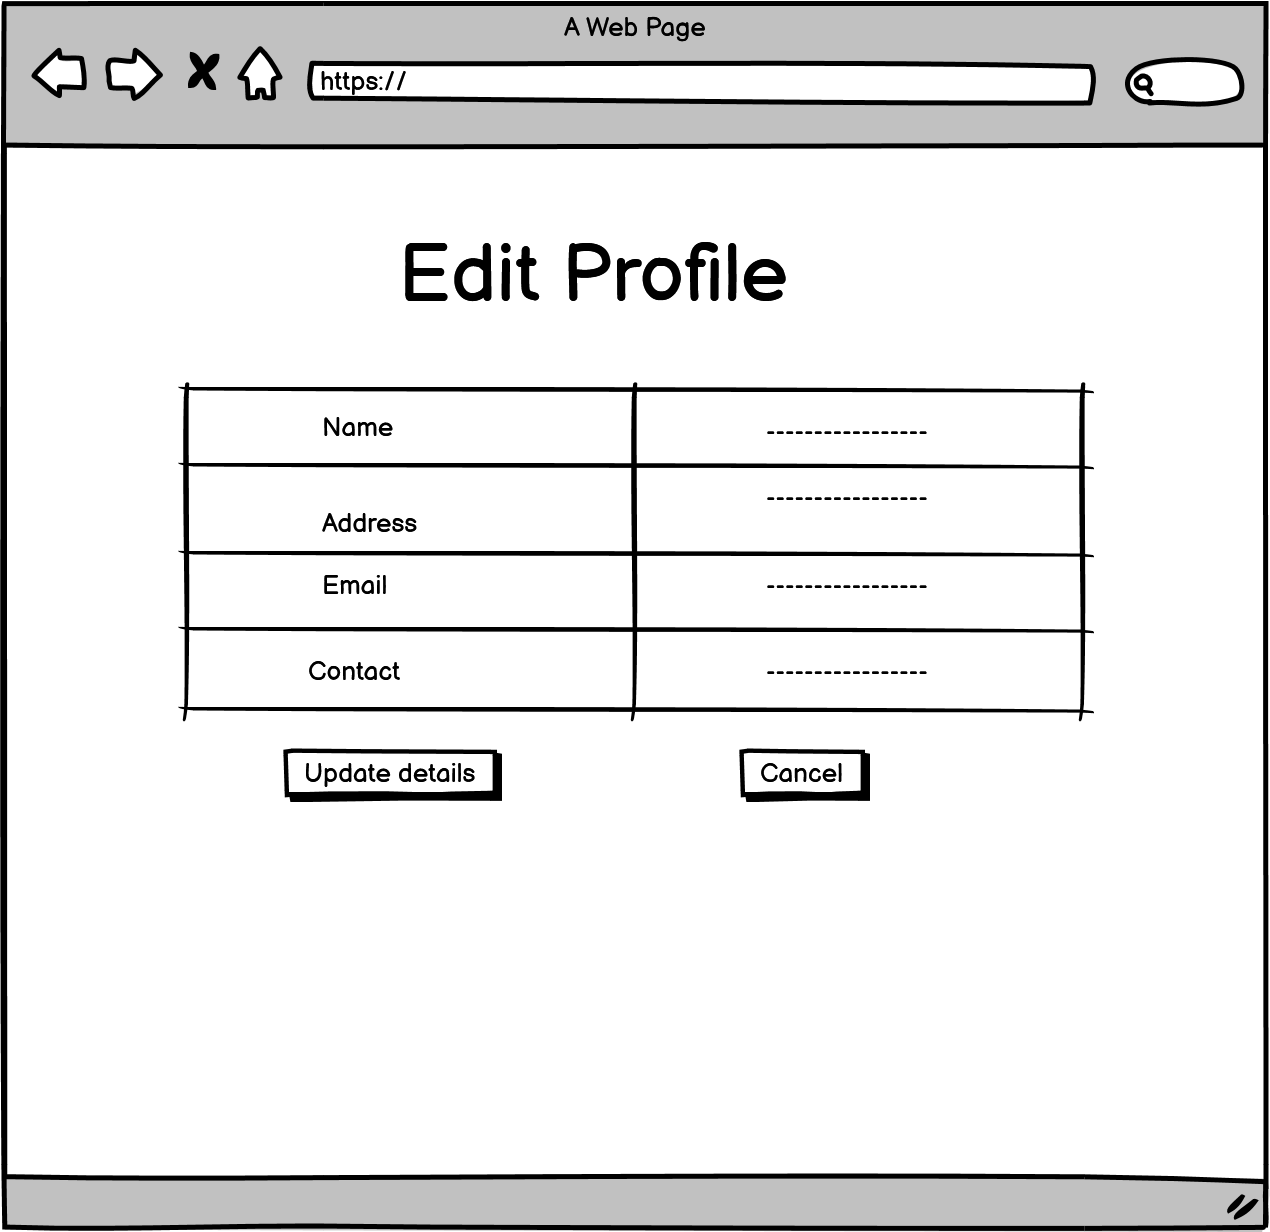 A Web Page
https://
Edit Profile
Name -----------------
Address -----------------
Email -----------------
Contact -----------------
Update details Cancel